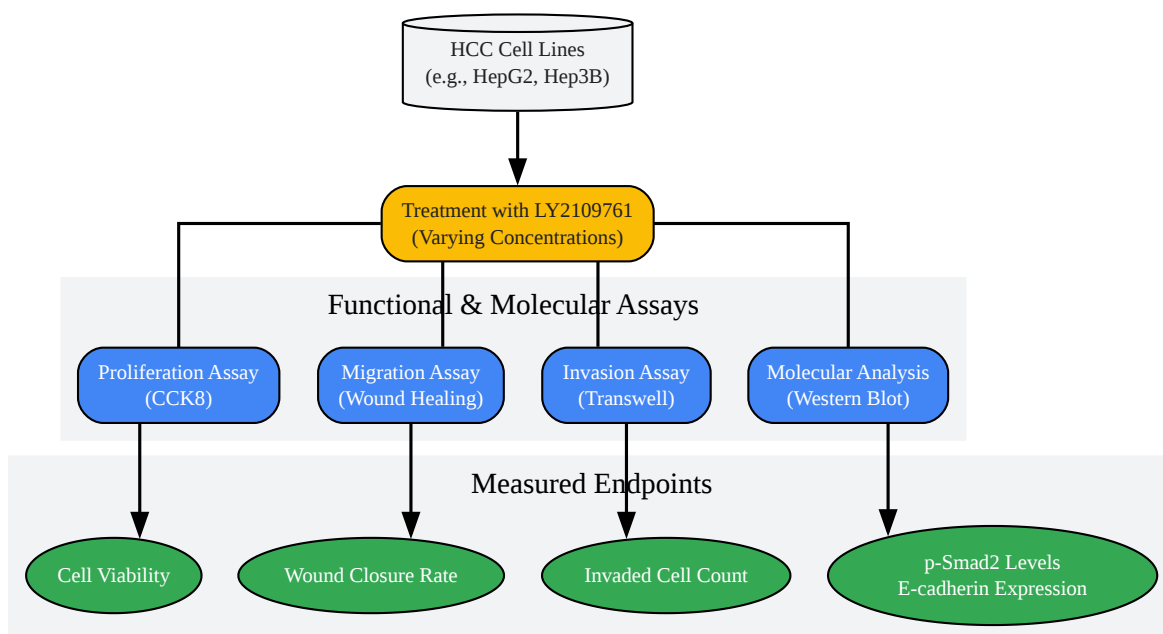 HCC Cell Lines
(e.g., HepG2, Hep3B)
Treatment with LY2109761
(Varying Concentrations)
Functional & Molecular Assays
Proliferation Assay
(CCK8)
Migration Assay
(Wound Healing)
Invasion Assay
(Transwell)
Molecular Analysis
(Western Blot)
Measured Endpoints
Cell Viability
Wound Closure Rate
Invaded Cell Count
p-Smad2 Levels
E-cadherin Expression